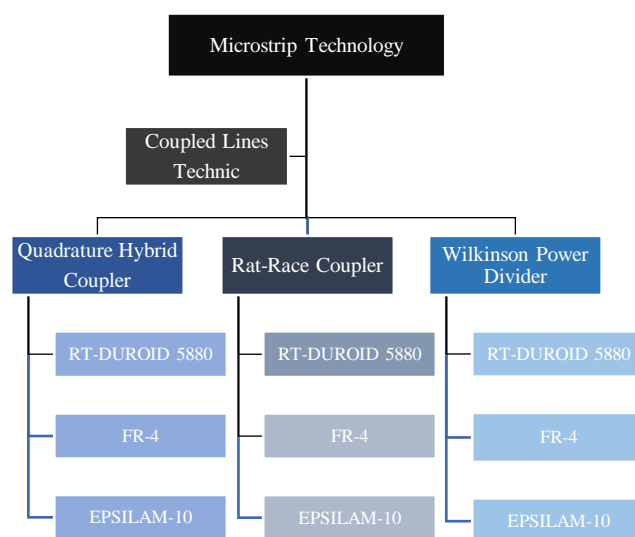 Microstrip Technology
Coupled Lines
Technic
Quadrature Hybrid
Coupler
Rat-Race Coupler
Wilkinson Power
Divider
RT-DUROID 5880
RT-DUROID 5880
RT-DUROID 5880
FR-4
FR-4
FR-4
EPSILAM-10
EPSILAM-10
EPSILAM-10